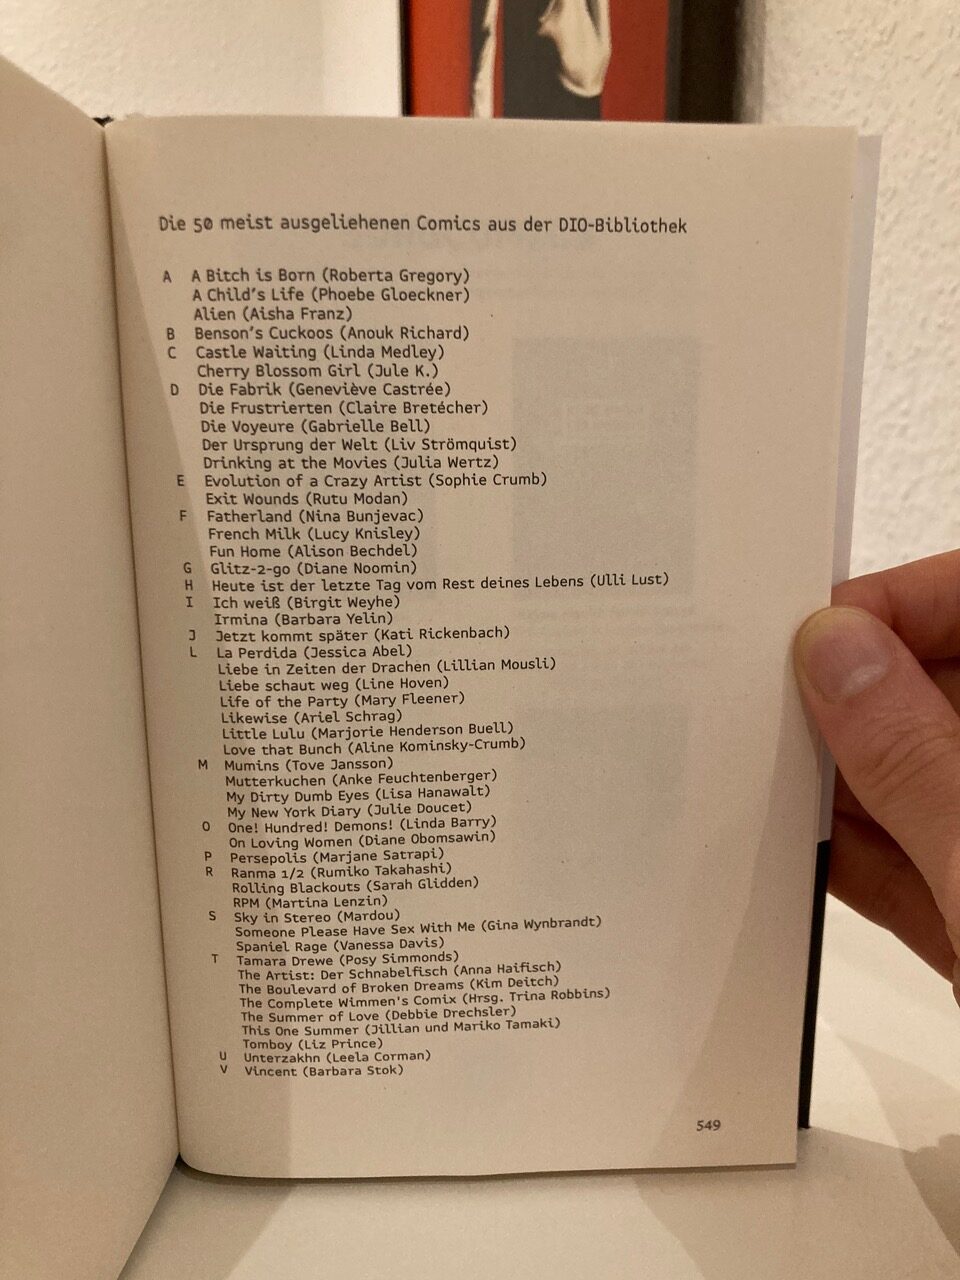 Die 50 meist ausgeliehenen Comics aus der DIO-Bibliothek
A A Bitch is Born (Roberta Gregory)
A Child's Life (Phoebe Gloeckner)
Alien (Aisha Franz)
B Benson's Cuckoos (Anouk Richard)
C Castle Waiting (Linda Medley)
Cherry Blossom Girl (Jule K.)
D Die Fabrik (Geneviève Castrée)
Die Frustrierten (Claire Bretécher)
Die Voyeure (Gabrielle Bell)
Der Ursprung der Welt (Liv Strömquist)
Drinking at the Movies (Julia Wertz)
E Evolution of a Crazy Artist (Sophie Crumb)
Exit Wounds (Rutu Modan)
F Fatherland (Nina Bunjevac)
French Milk (Lucy Knisley)
Fun Home (Alison Bechdel)
G Glitz-2-go (Diane Noomin)
H Heute ist der letzte Tag vom Rest deines Lebens (Ulli Lust)
I Ich weiß (Birgit Weyhe)
Irmina (Barbara Yelin)
J Jetzt kommt später (Kati Rickenbach)
L La Perdida (Jessica Abel)
Liebe in Zeiten der Drachen (Lillian Mousli)
Liebe schaut weg (Line Hoven)
Life of the Party (Mary Fleener)
Likewise (Ariel Schrag)
Little Lulu (Marjorie Henderson Buell)
Love that Bunch (Aline Kominsky-Crumb)
M Mumins (Tove Jansson)
Mutterkuchen (Anke Feuchtenberger)
My Dirty Dumb Eyes (Lisa Hanawalt)
My New York Diary (Julie Doucet)
O One! Hundred! Demons! (Linda Barry)
On Loving Women (Diane Obomsawin)
P Persepolis (Marjane Satrapi)
R Ranma 1/2 (Rumiko Takahashi)
Rolling Blackouts (Sarah Glidden)
RPM (Martina Lenzin)
S Sky in Stereo (Mardou)
Someone Please Have Sex With Me (Gina Wynbrandt)
Spaniel Rage (Vanessa Davis)
T Tamara Drewe (Posy Simmonds)
The Artist: Der Schnabelfisch (Anna Haifisch)
The Boulevard of Broken Dreams (Kim Deitch)
The Complete Wimmen's Comix (Hrsg. Trina Robbins)
The Summer of Love (Debbie Drechsler)
This One Summer (Jillian und Mariko Tamaki)
Tomboy (Liz Prince)
U Unterzakhn (Leela Corman)
V Vincent (Barbara Stok)
549